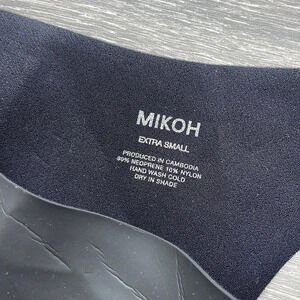 MIKOH
EXTRA SMALL
PRODUCED IN CAMBODIA
90% NEOPRENE 10% NYLON
HAND WASH COLD
DRY IN SHADE